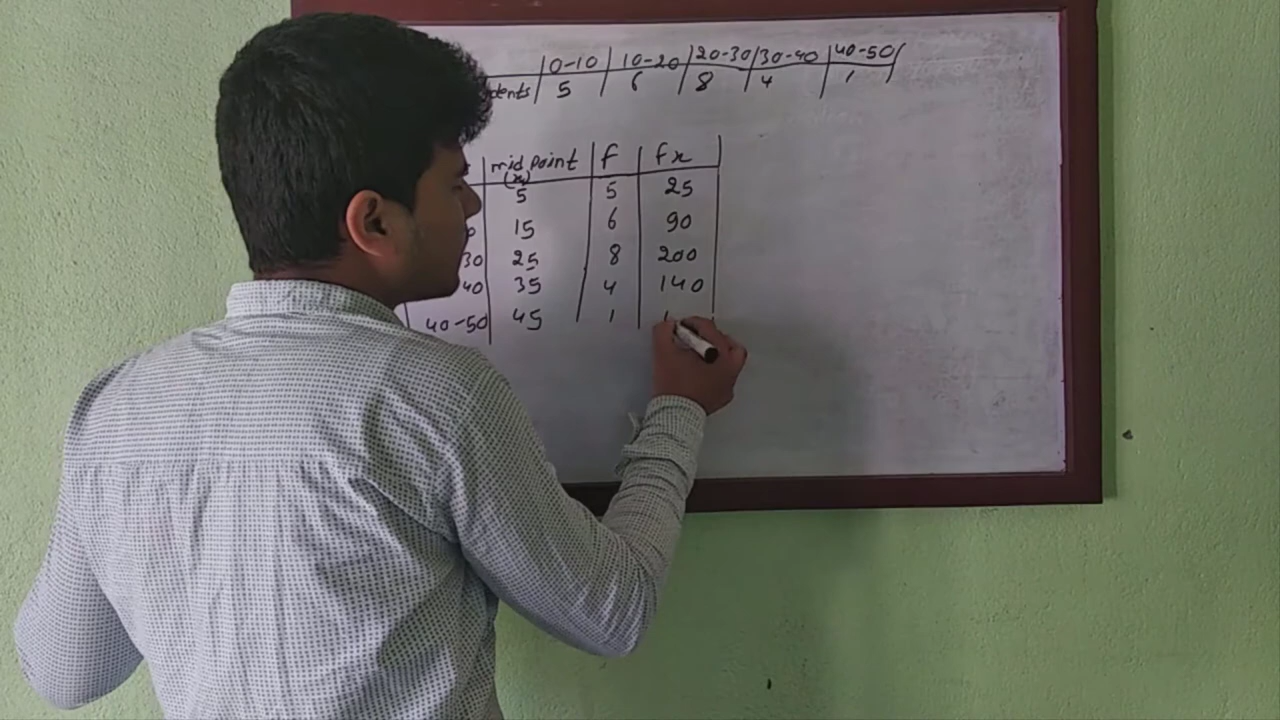 0-10 10-20 20-30 30-40 40-50
dents 5 6 8 4 1
mid point f fx
(x)
5 5 25
15 6 90
30 25 8 200
40 35 4 140
40-50 45 1